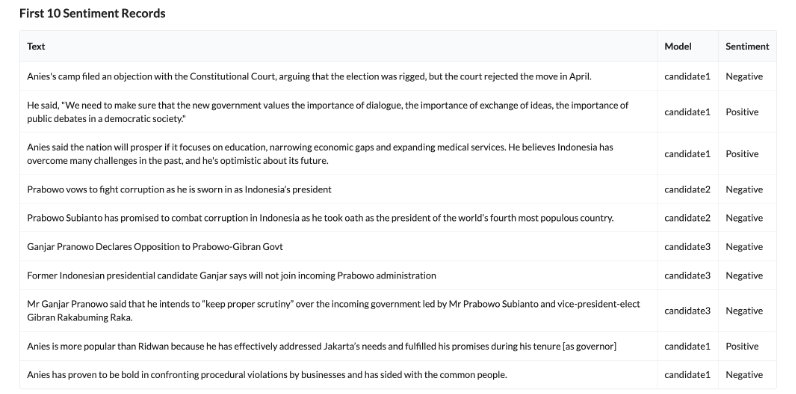 First 10 Sentiment Records
Text Model Sentiment
Anies's camp filed an objection with the Constitutional Court, arguing that the election was rigged, but the court rejected the move in April. candidate1 Negative
He said, "We need to make sure that the new government values the importance of dialogue, the importance of exchange of ideas, the importance of
public debates in a democratic society." candidate1 Positive
Anies said the nation will prosper if it focuses on education, narrowing economic gaps and expanding medical services. He believes Indonesia has
overcome many challenges in the past, and he's optimistic about its future. candidate1 Positive
Prabowo vows to fight corruption as he is sworn in as Indonesia's president candidate2 Negative
Prabowo Subianto has promised to combat corruption in Indonesia as he took oath as the president of the world's fourth most populous country. candidate2 Negative
Ganjar Pranowo Declares Opposition to Prabowo-Gibran Govt candidate3 Negative
Former Indonesian presidential candidate Ganjar says will not join incoming Prabowo administration candidate3 Negative
Mr Ganjar Pranowo said that he intends to "keep proper scrutiny" over the incoming government led by Mr Prabowo Subianto and vice-president-elect
Gibran Rakabuming Raka. candidate3 Negative
Anies is more popular than Ridwan because he has effectively addressed Jakarta's needs and fulfilled his promises during his tenure [as governor] candidate1 Positive
Anies has proven to be bold in confronting procedural violations by businesses and has sided with the common people. candidate1 Negative